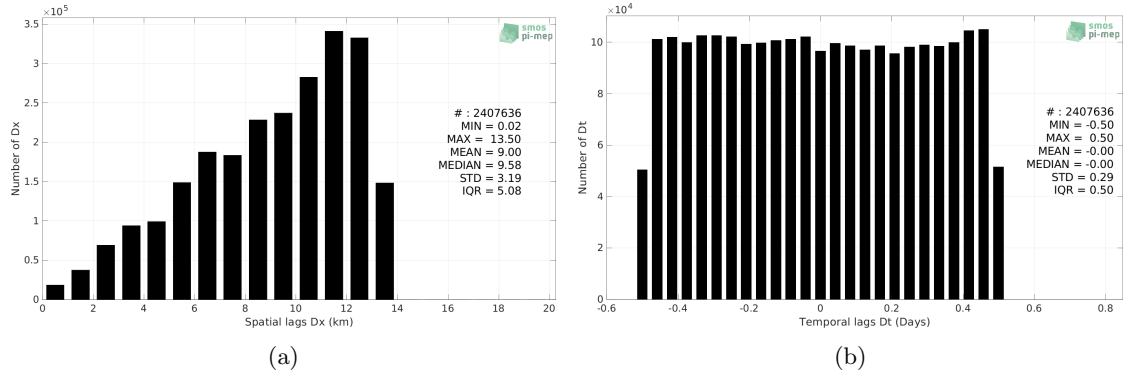 ×10⁵
3.5
3
2.5
2
1.5
1
0.5
0
0 2 4 6 8 10 12 14 16 18 20
Number of Dx
Spatial lags Dx (km)
smos
pi-mep
# : 2407636
MIN = 0.02
MAX = 13.50
MEAN = 9.00
MEDIAN = 9.58
STD = 3.19
IQR = 5.08
(a)
×10⁴
10
8
6
4
2
0
-0.6 -0.4 -0.2 0 0.2 0.4 0.6 0.8
Number of Dt
Temporal lags Dt (Days)
smos
pi-mep
# : 2407636
MIN = -0.50
MAX = 0.50
MEAN = -0.00
MEDIAN = -0.00
STD = 0.29
IQR = 0.50
(b)